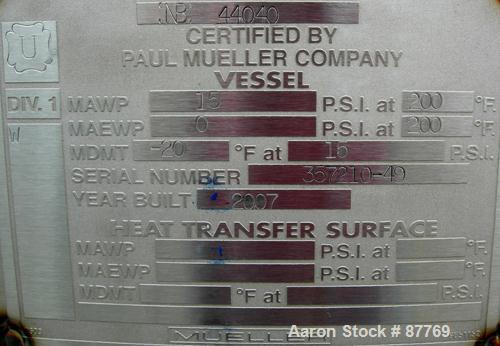 NB 44040
CERTIFIED BY
PAUL MUELLER COMPANY
U
VESSEL
DIV. 1 MAWP 15 P.S.I. at 200 °F.
W MAEWP 0 P.S.I. at 200 °F.
MDMT -20 °F at 15 P.S.I.
SERIAL NUMBER 357210-49
YEAR BUILT 2007
HEAT TRANSFER SURFACE
MAWP P.S.I. at °F.
MAEWP P.S.I. at °F.
MDMT °F at P.S.I.
MUELLER
Aaron Stock # 87769